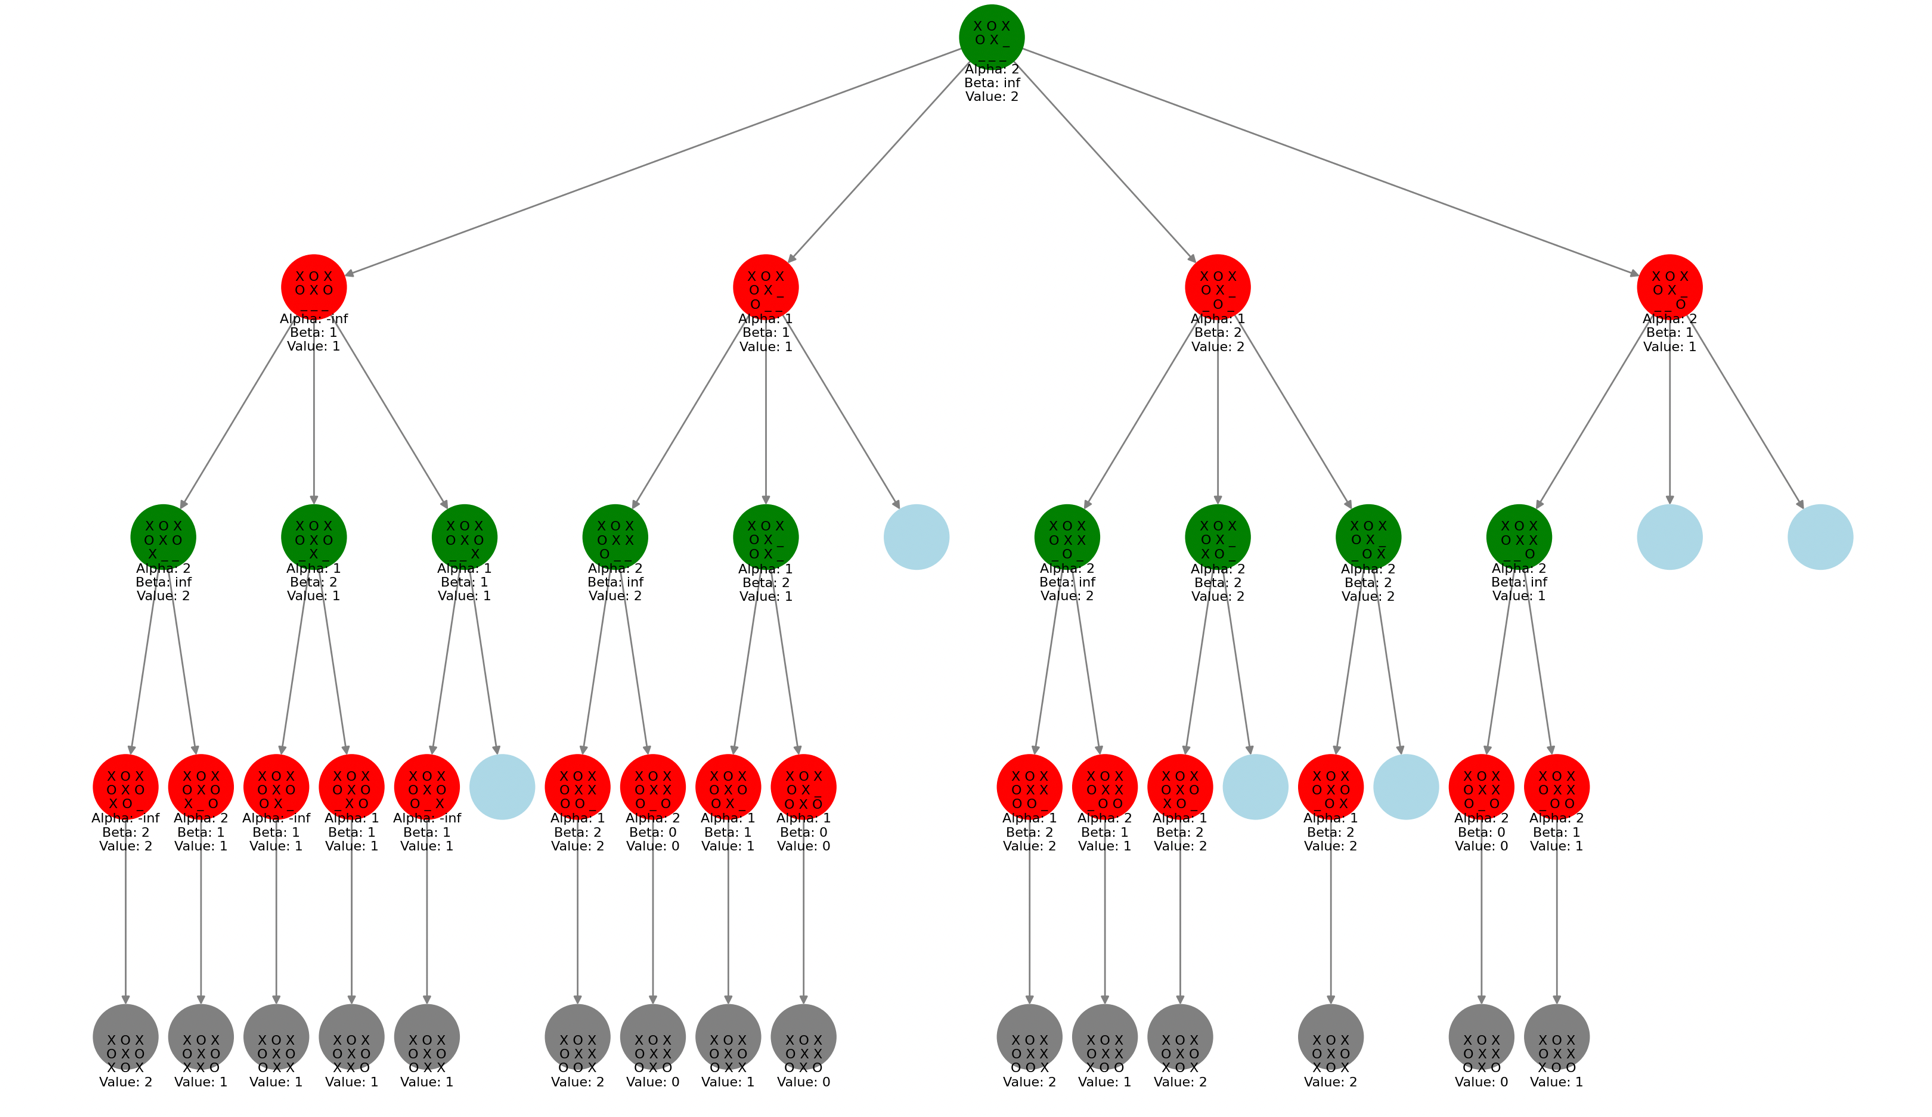 X O X
O X _
_ _ _
Alpha: 2
Beta: inf
Value: 2
X O X
O X O
_ _ _
Alpha: -inf
Beta: 1
Value: 1
X O X
O X _
O _ _
Alpha: 1
Beta: 1
Value: 1
X O X
O X _
_ O _
Alpha: 1
Beta: 2
Value: 2
X O X
O X _
_ _ O
Alpha: 2
Beta: 1
Value: 1
X O X
O X O
X _ _
Alpha: 2
Beta: inf
Value: 2
X O X
O X O
_ X _
Alpha: 1
Beta: 2
Value: 1
X O X
O X O
_ _ X
Alpha: 1
Beta: 1
Value: 1
X O X
O X X
O _ _
Alpha: 2
Beta: inf
Value: 2
X O X
O X _
O X _
Alpha: 1
Beta: 2
Value: 1
X O X
O X X
_ O _
Alpha: 2
Beta: inf
Value: 2
X O X
O X _
X O _
Alpha: 2
Beta: 2
Value: 2
X O X
O X _
_ O X
Alpha: 2
Beta: 2
Value: 2
X O X
O X X
_ _ O
Alpha: 2
Beta: inf
Value: 1
X O X
O X O
X O _
Alpha: -inf
Beta: 2
Value: 2
X O X
O X O
X _ O
Alpha: 2
Beta: 1
Value: 1
X O X
O X O
O X _
Alpha: -inf
Beta: 1
Value: 1
X O X
O X O
_ X O
Alpha: 1
Beta: 1
Value: 1
X O X
O X O
O _ X
Alpha: -inf
Beta: 1
Value: 1
X O X
O X X
O O _
Alpha: 1
Beta: 2
Value: 2
X O X
O X X
O _ O
Alpha: 2
Beta: 0
Value: 0
X O X
O X O
O X _
Alpha: 1
Beta: 1
Value: 1
X O X
O X _
O X O
Alpha: 1
Beta: 0
Value: 0
X O X
O X X
O O _
Alpha: 1
Beta: 2
Value: 2
X O X
O X X
_ O O
Alpha: 2
Beta: 1
Value: 1
X O X
O X O
X O _
Alpha: 1
Beta: 2
Value: 2
X O X
O X O
_ O X
Alpha: 1
Beta: 2
Value: 2
X O X
O X X
O _ O
Alpha: 2
Beta: 0
Value: 0
X O X
O X X
_ O O
Alpha: 2
Beta: 1
Value: 1
X O X
O X O
X O X
Value: 2
X O X
O X O
X X O
Value: 1
X O X
O X O
O X X
Value: 1
X O X
O X O
X X O
Value: 1
X O X
O X O
O X X
Value: 1
X O X
O X X
O O X
Value: 2
X O X
O X X
O X O
Value: 0
X O X
O X O
O X X
Value: 1
X O X
O X X
O X O
Value: 0
X O X
O X X
O O X
Value: 2
X O X
O X X
X O O
Value: 1
X O X
O X O
X O X
Value: 2
X O X
O X O
X O X
Value: 2
X O X
O X X
O X O
Value: 0
X O X
O X X
X O O
Value: 1